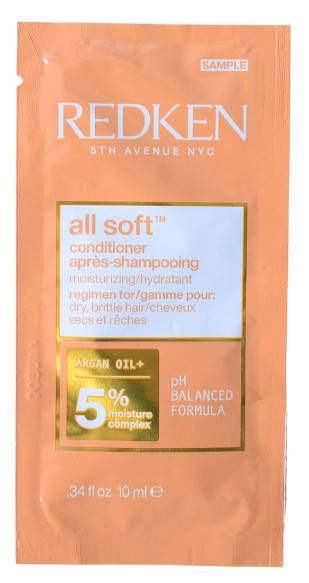 SAMPLE
REDKEN
5TH AVENUE NYC
all soft™
conditioner
après-shampooing
moisturizing/hydratant
regimen for/gamme pour:
dry, brittle hair/cheveux
secs et rêches
ARGAN OIL+
5%
moisture
complex
pH
BALANCED
FORMULA
.34 fl oz 10 ml ℮